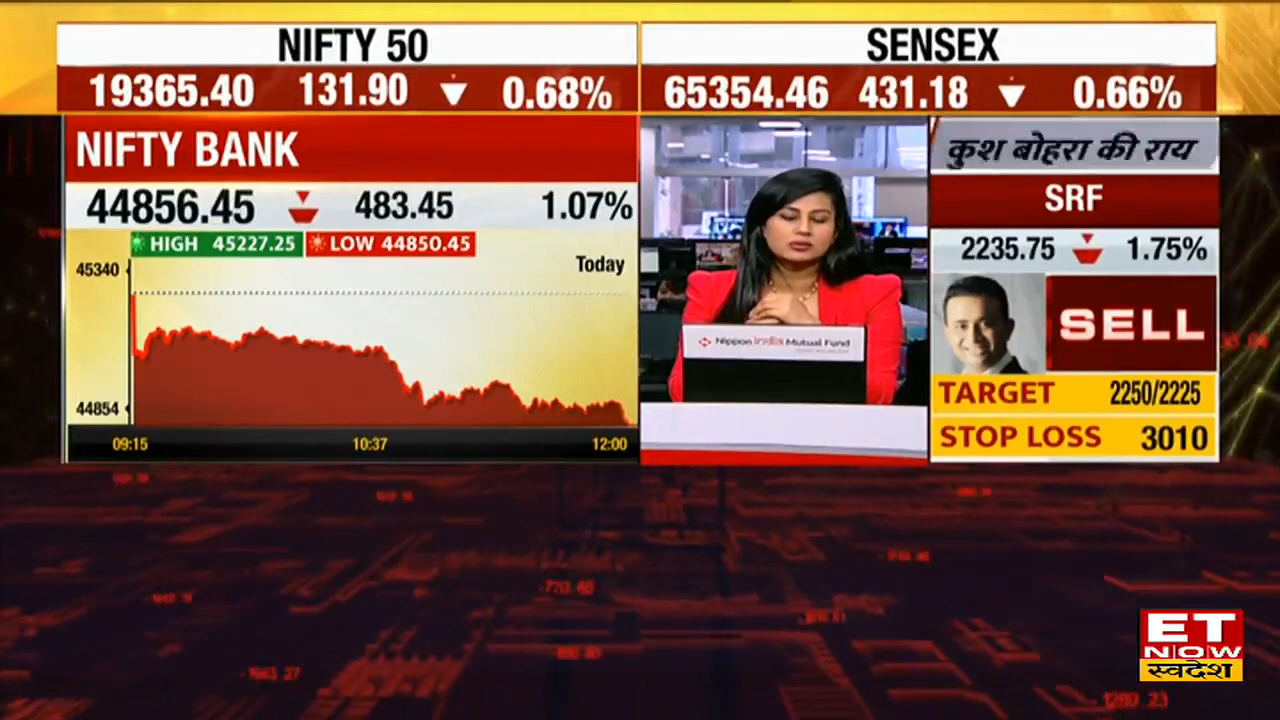 NIFTY 50
19365.40 131.90 0.68%
SENSEX
65354.46 431.18 0.66%
NIFTY BANK
44856.45 483.45 1.07%
HIGH 45227.25 LOW 44850.45
Today
45340
44854
09:15 10:37 12:00
Nippon india Mutual Fund
कुश बोहरा की राय
SRF
2235.75 1.75%
SELL
TARGET 2250/2225
STOP LOSS 3010
ET
NOW
स्वदेश